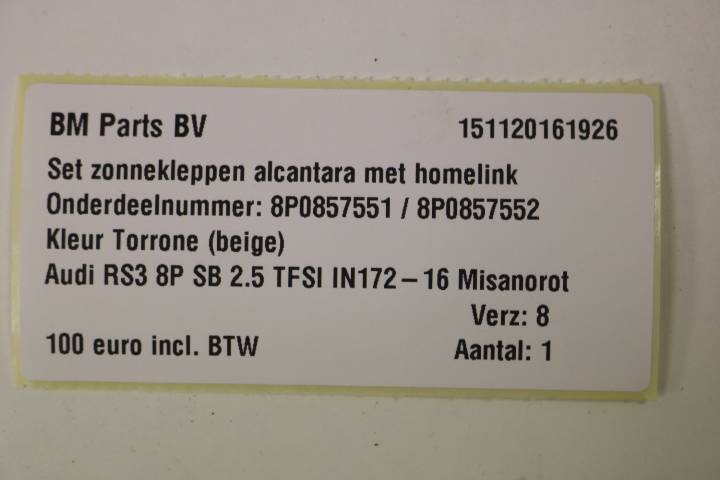 BM Parts BV 151120161926
Set zonnekleppen alcantara met homelink
Onderdeelnummer: 8P0857551 / 8P0857552
Kleur Torrone (beige)
Audi RS3 8P SB 2.5 TFSI IN172-16 Misanorot
Verz: 8
100 euro incl. BTW Aantal: 1